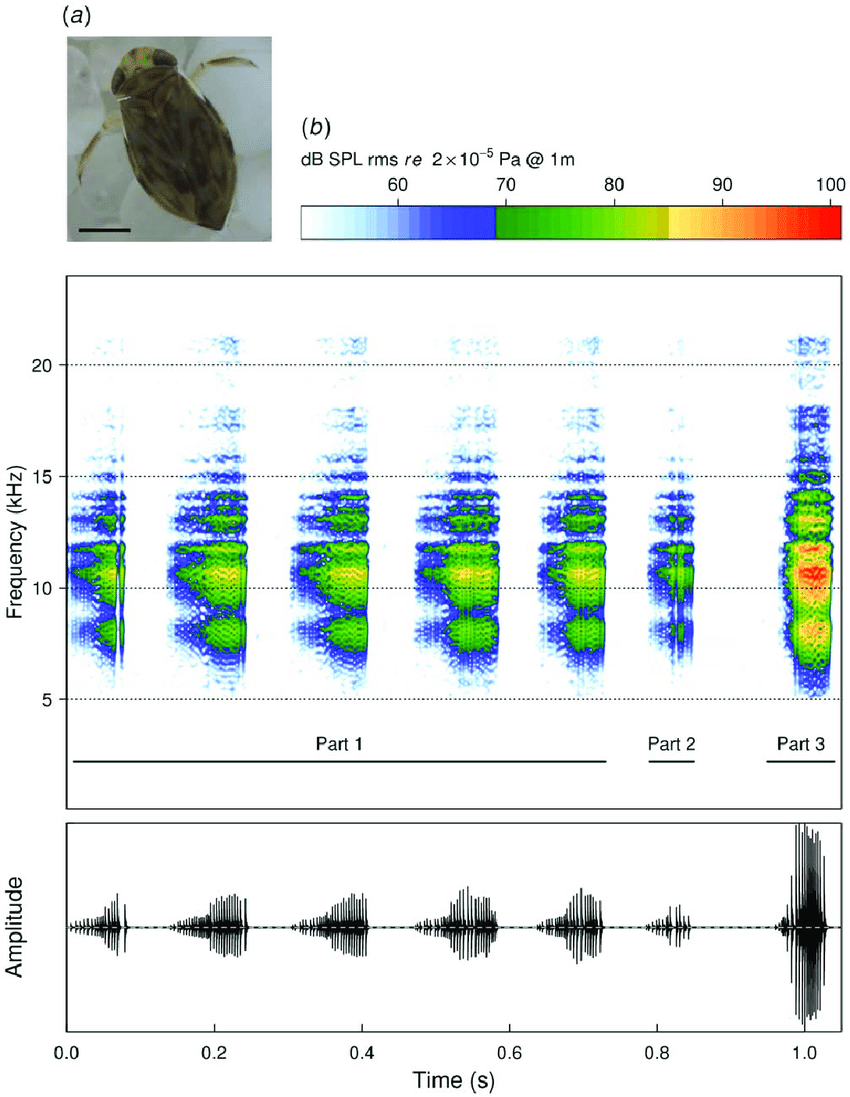 (a)
(b)
dB SPL rms re 2×10⁻⁵ Pa @ 1m
60 70 80 90 100
20
15
10
5
Frequency (kHz)
Part 1 Part 2 Part 3
Amplitude
0.0 0.2 0.4 0.6 0.8 1.0
Time (s)